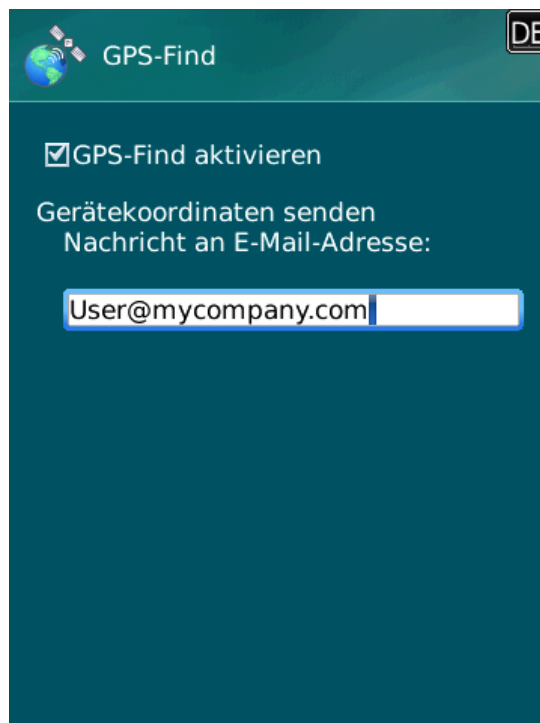 GPS-Find
DE
GPS-Find aktivieren
Gerätekoordinaten senden
Nachricht an E-Mail-Adresse:
User@mycompany.com